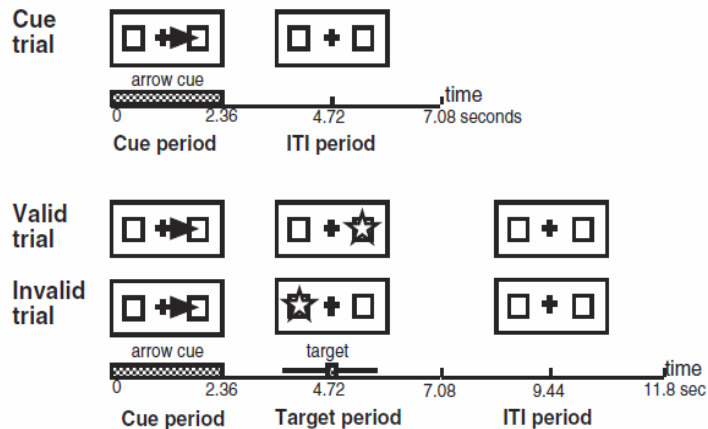 Cue
trial
arrow cue
time
0 2.36 4.72 7.08 seconds
Cue period ITI period
Valid
trial
Invalid
trial
arrow cue target
time
0 2.36 4.72 7.08 9.44 11.8 sec
Cue period Target period ITI period